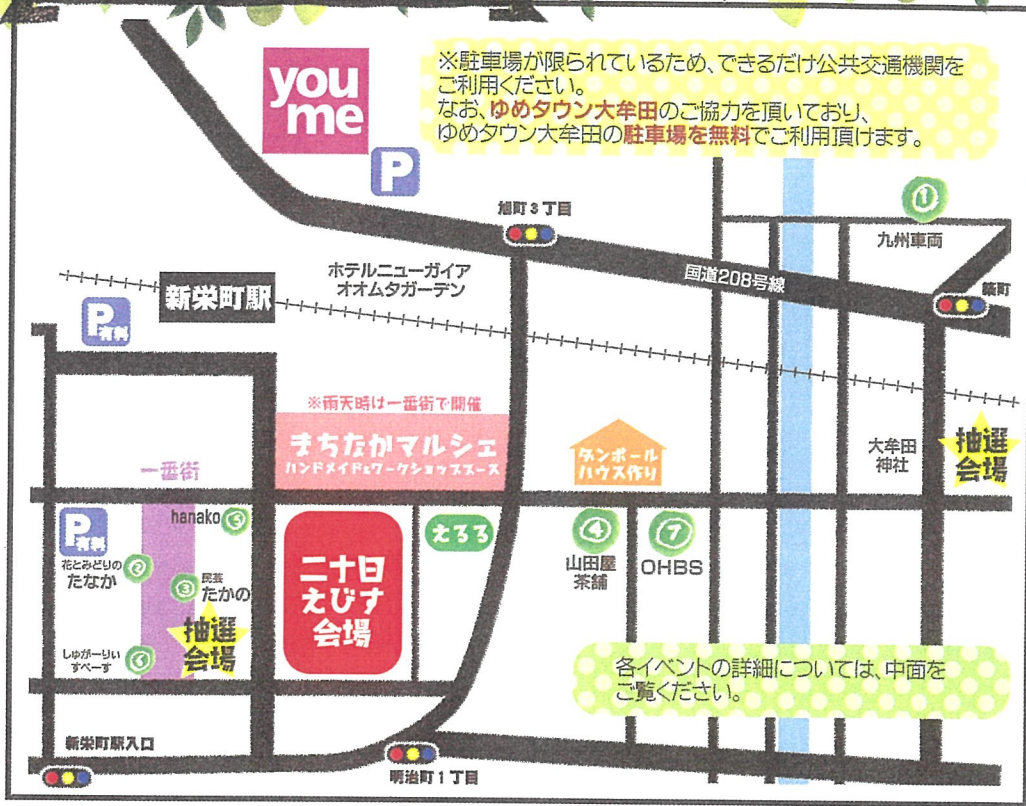 you
me
※駐車場が限られているため、できるだけ公共交通機関を
ご利用ください。
なお、ゆめタウン大牟田のご協力を頂いており、
ゆめタウン大牟田の駐車場を無料でご利用頂けます。
P
①
九州車両
旭町3丁目
国道208号線
築町
ホテルニューガイア
オオムタガーデン
新栄町駅
P
有料
※雨天時は一番街で開催
まちなかマルシェ
ハンドメイド&ワークショップブース
ダンボール
ハウス作り
大牟田
神社
抽選
会場
一番街
P
有料
hanako
⑤
花とみどりの
たなか
②
③
民芸
たかの
抽選
会場
しゅがーりぃ
すぺーす
⑥
二十日
えびす
会場
えるる
④
山田屋
茶舗
⑦
OHBS
各イベントの詳細については、中面を
ご覧ください。
新栄町駅入口
明治町1丁目